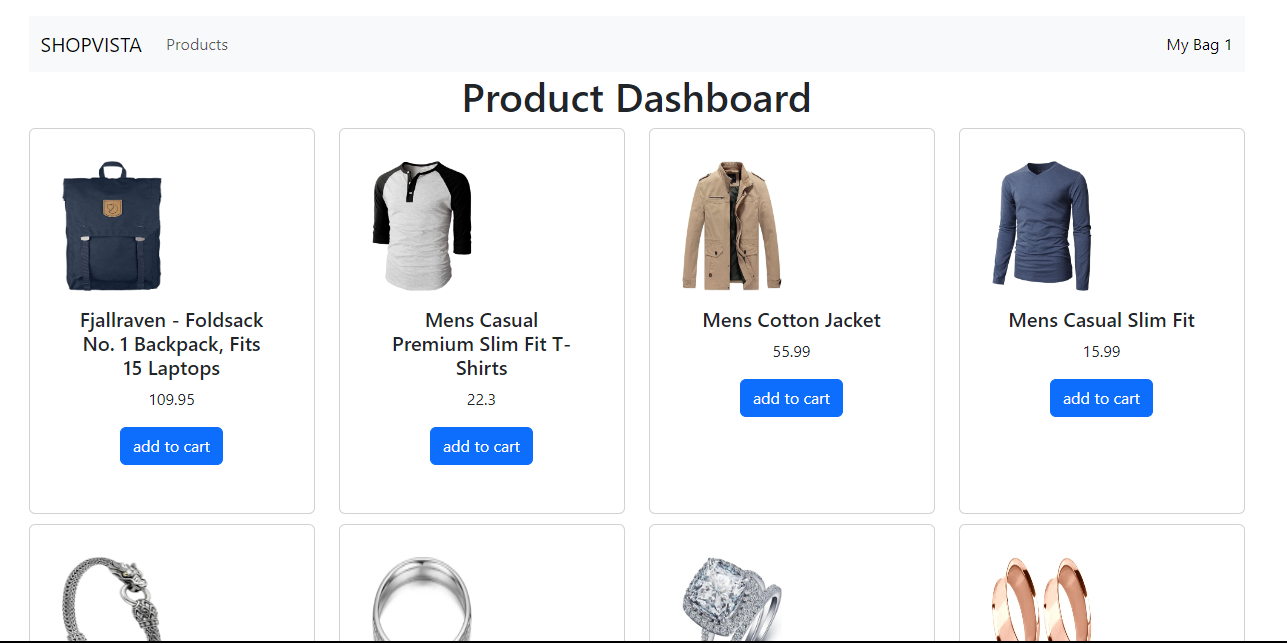 SHOPVISTA Products My Bag 1
Product Dashboard
Fjallraven - Foldsack
No. 1 Backpack, Fits
15 Laptops
109.95
add to cart
Mens Casual
Premium Slim Fit T-
Shirts
22.3
add to cart
Mens Cotton Jacket
55.99
add to cart
Mens Casual Slim Fit
15.99
add to cart